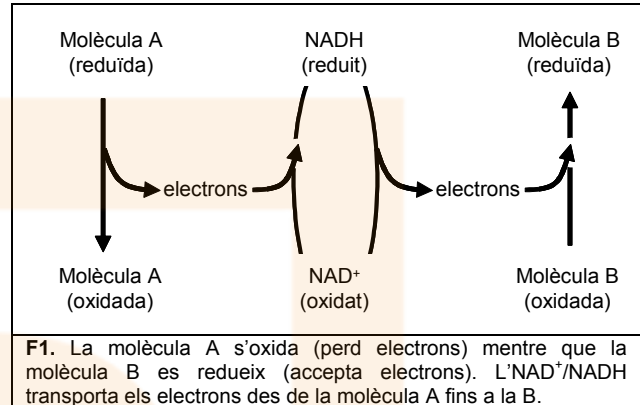 Molècula A NADH Molècula B
(reduïda) (reduit) (reduïda)
electrons electrons
Molècula A NAD+ Molècula B
(oxidada) (oxidat) (oxidada)
F1. La molècula A s’oxida (perd electrons) mentre que la
molècula B es redueix (accepta electrons). L’NAD+/NADH
transporta els electrons des de la molècula A fins a la B.